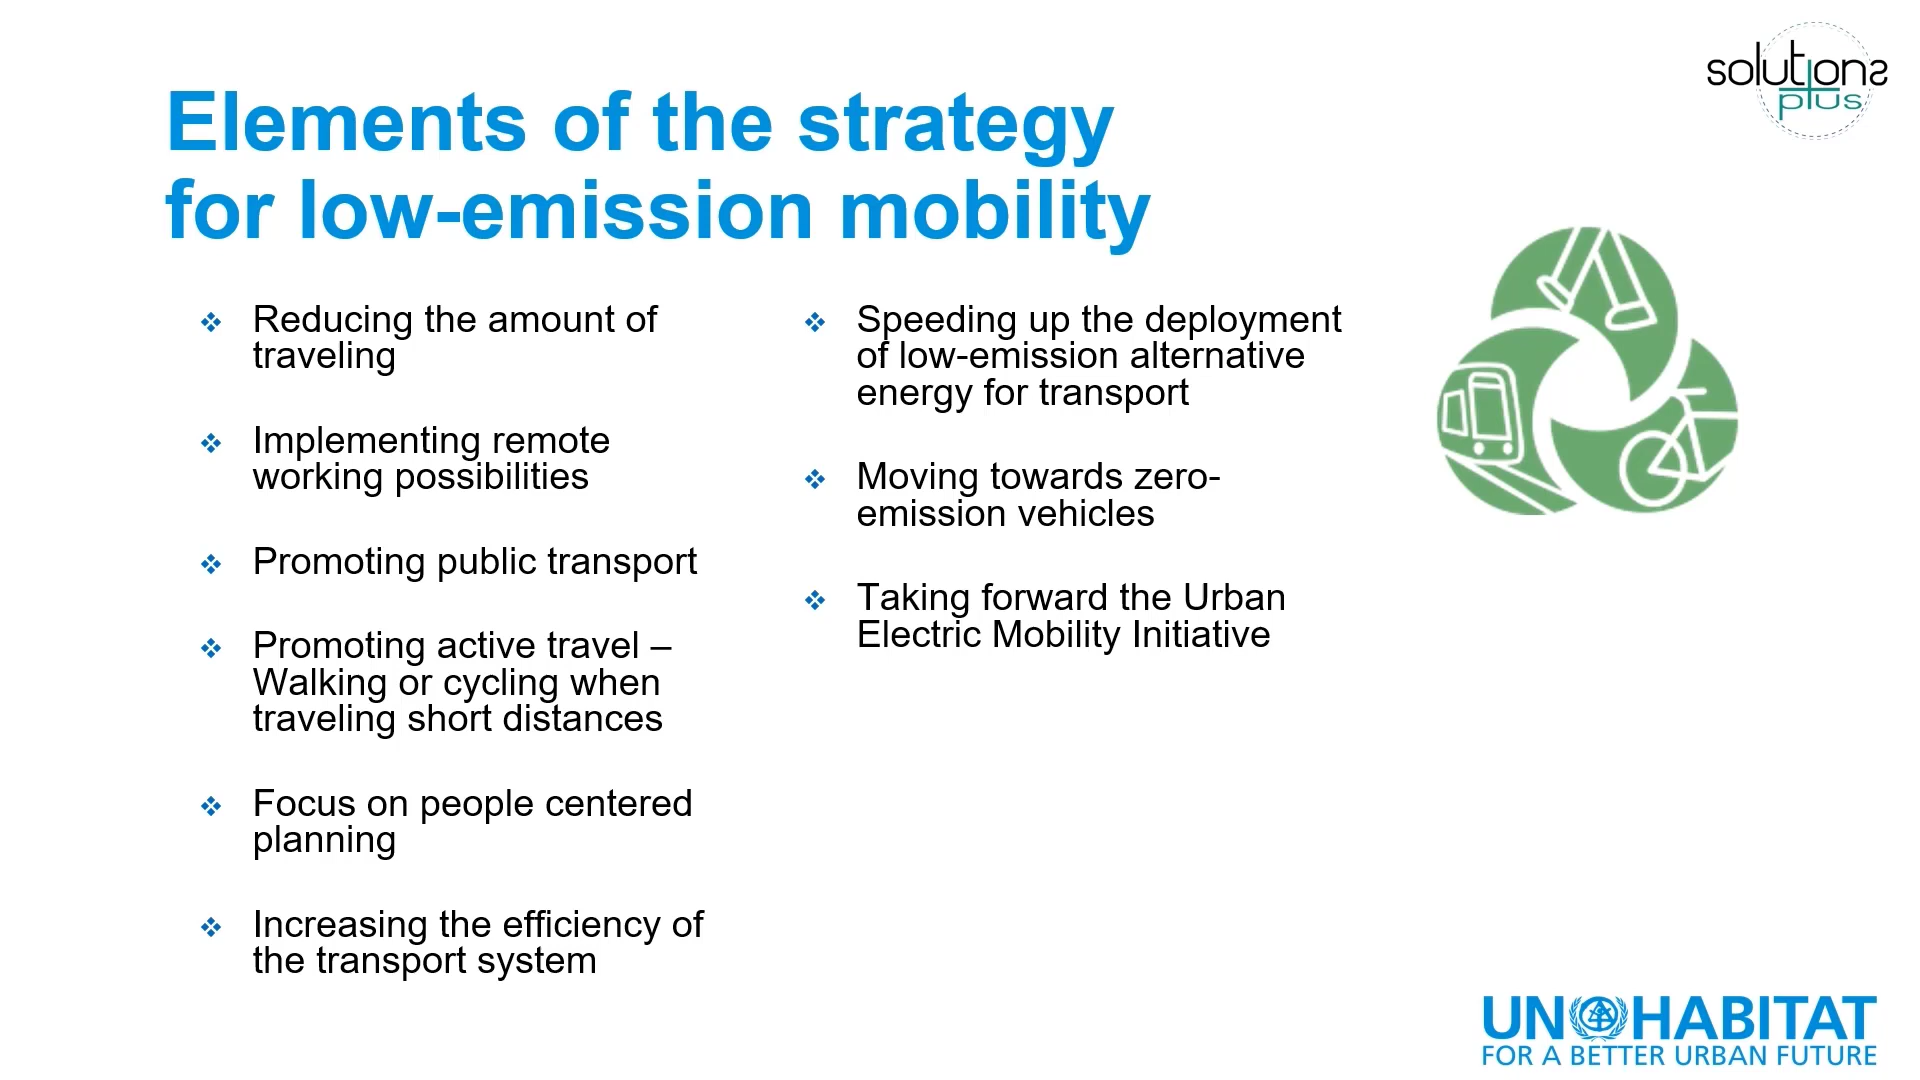 solutions
plus
Elements of the strategy
for low-emission mobility
Reducing the amount of
traveling
Implementing remote
working possibilities
Promoting public transport
Promoting active travel –
Walking or cycling when
traveling short distances
Focus on people centered
planning
Increasing the efficiency of
the transport system
Speeding up the deployment
of low-emission alternative
energy for transport
Moving towards zero-
emission vehicles
Taking forward the Urban
Electric Mobility Initiative
UN HABITAT
FOR A BETTER URBAN FUTURE